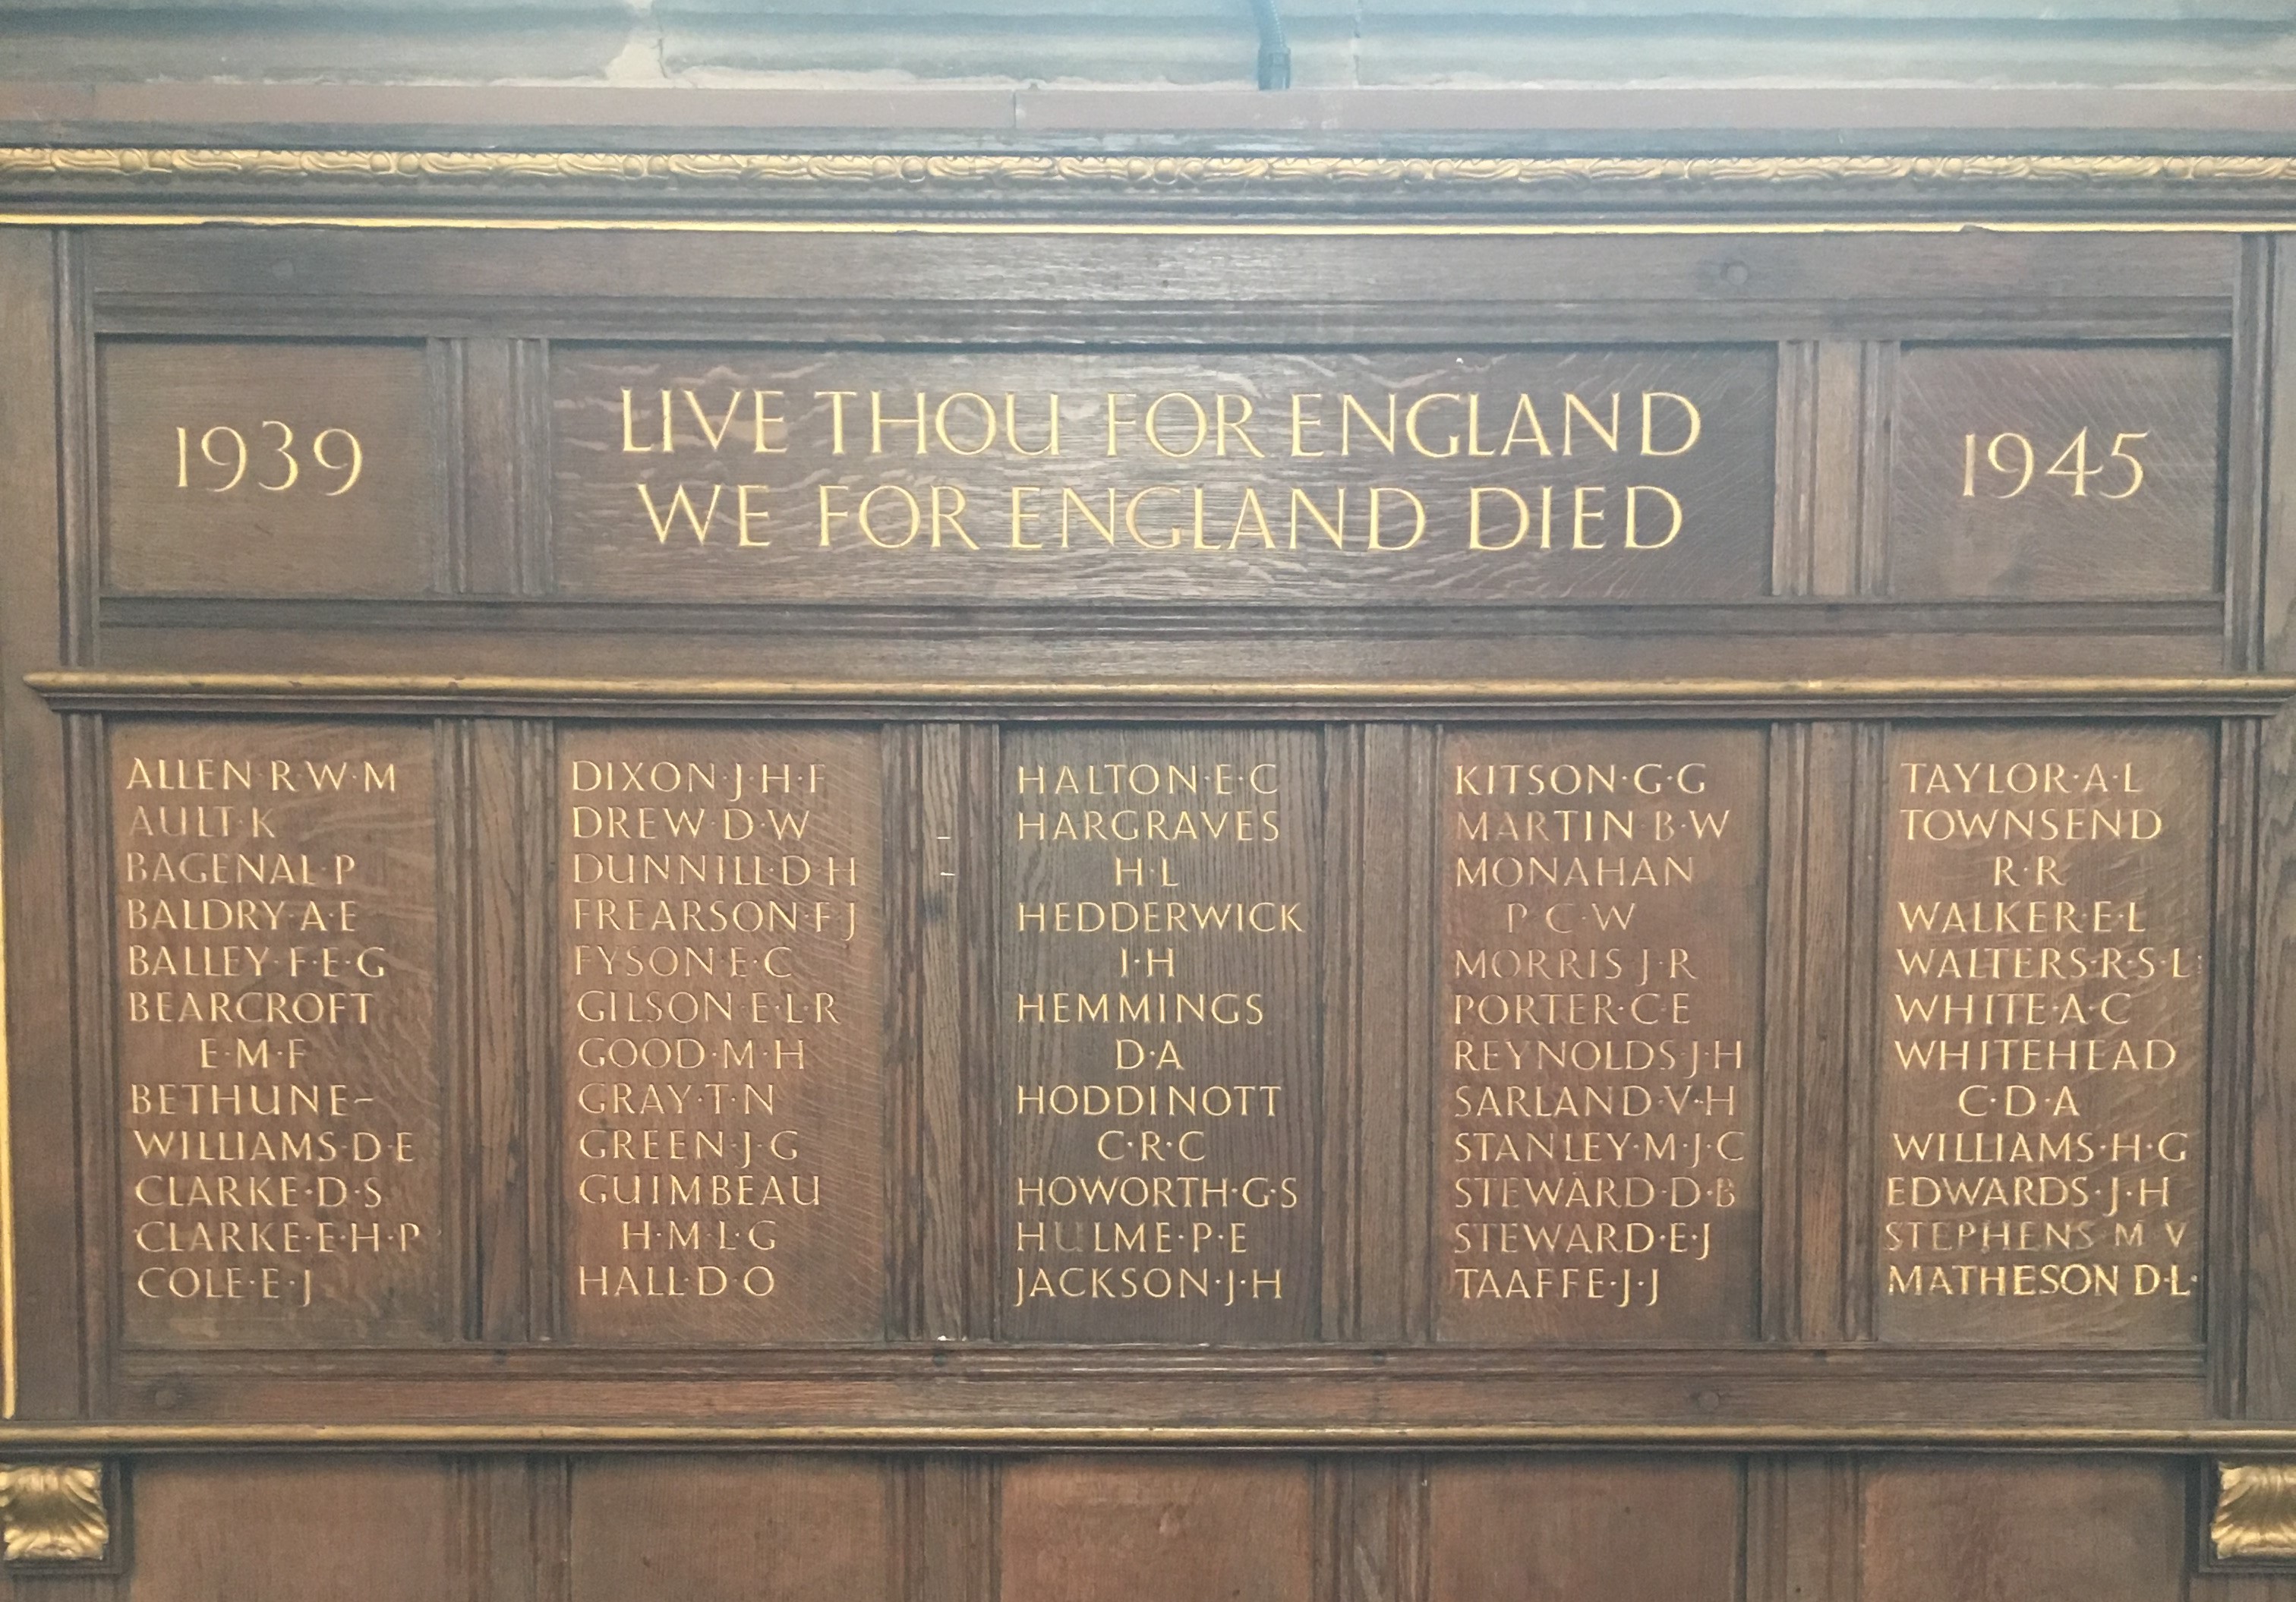 1939
LIVE THOU FOR ENGLAND
WE FOR ENGLAND DIED
1945
ALLEN·R·W·M
AULT·K
BAGENAL·P
BALDRY·A·E
BALLEY·F·E·G
BEARCROFT
E·M·F
BETHUNE-
WILLIAMS·D·E
CLARKE·D·S
CLARKE·E·H·P
COLE·E·J
DIXON·J·H·F
DREW·D·W
DUNNILL·D·H
FREARSON·F·J
FYSON·E·C
GILSON·E·L·R
GOOD·M·H
GRAY·T·N
GREEN·J·G
GUIMBEAU
H·M·L·G
HALL·D·O
HALTON·E·C
HARGRAVES
H·L
HEDDERWICK
I·H
HEMMINGS
D·A
HODDINOTT
C·R·C
HOWORTH·G·S
HULME·P·E
JACKSON·J·H
KITSON·G·G
MARTIN·B·W
MONAHAN
P·C·W
MORRIS J·R
PORTER·C·E
REYNOLDS·J·H
SARLAND·V·H
STANLEY·M·J·C
STEWARD·D·B
STEWARD·E·J
TAAFFE·J·J
TAYLOR·A·L
TOWNSEND
R·R
WALKER·E·L
WALTERS·R·S·L
WHITE·A·C
WHITEHEAD
C·D·A
WILLIAMS·H·G
EDWARDS·J·H
STEPHENS M V
MATHESON D·L·